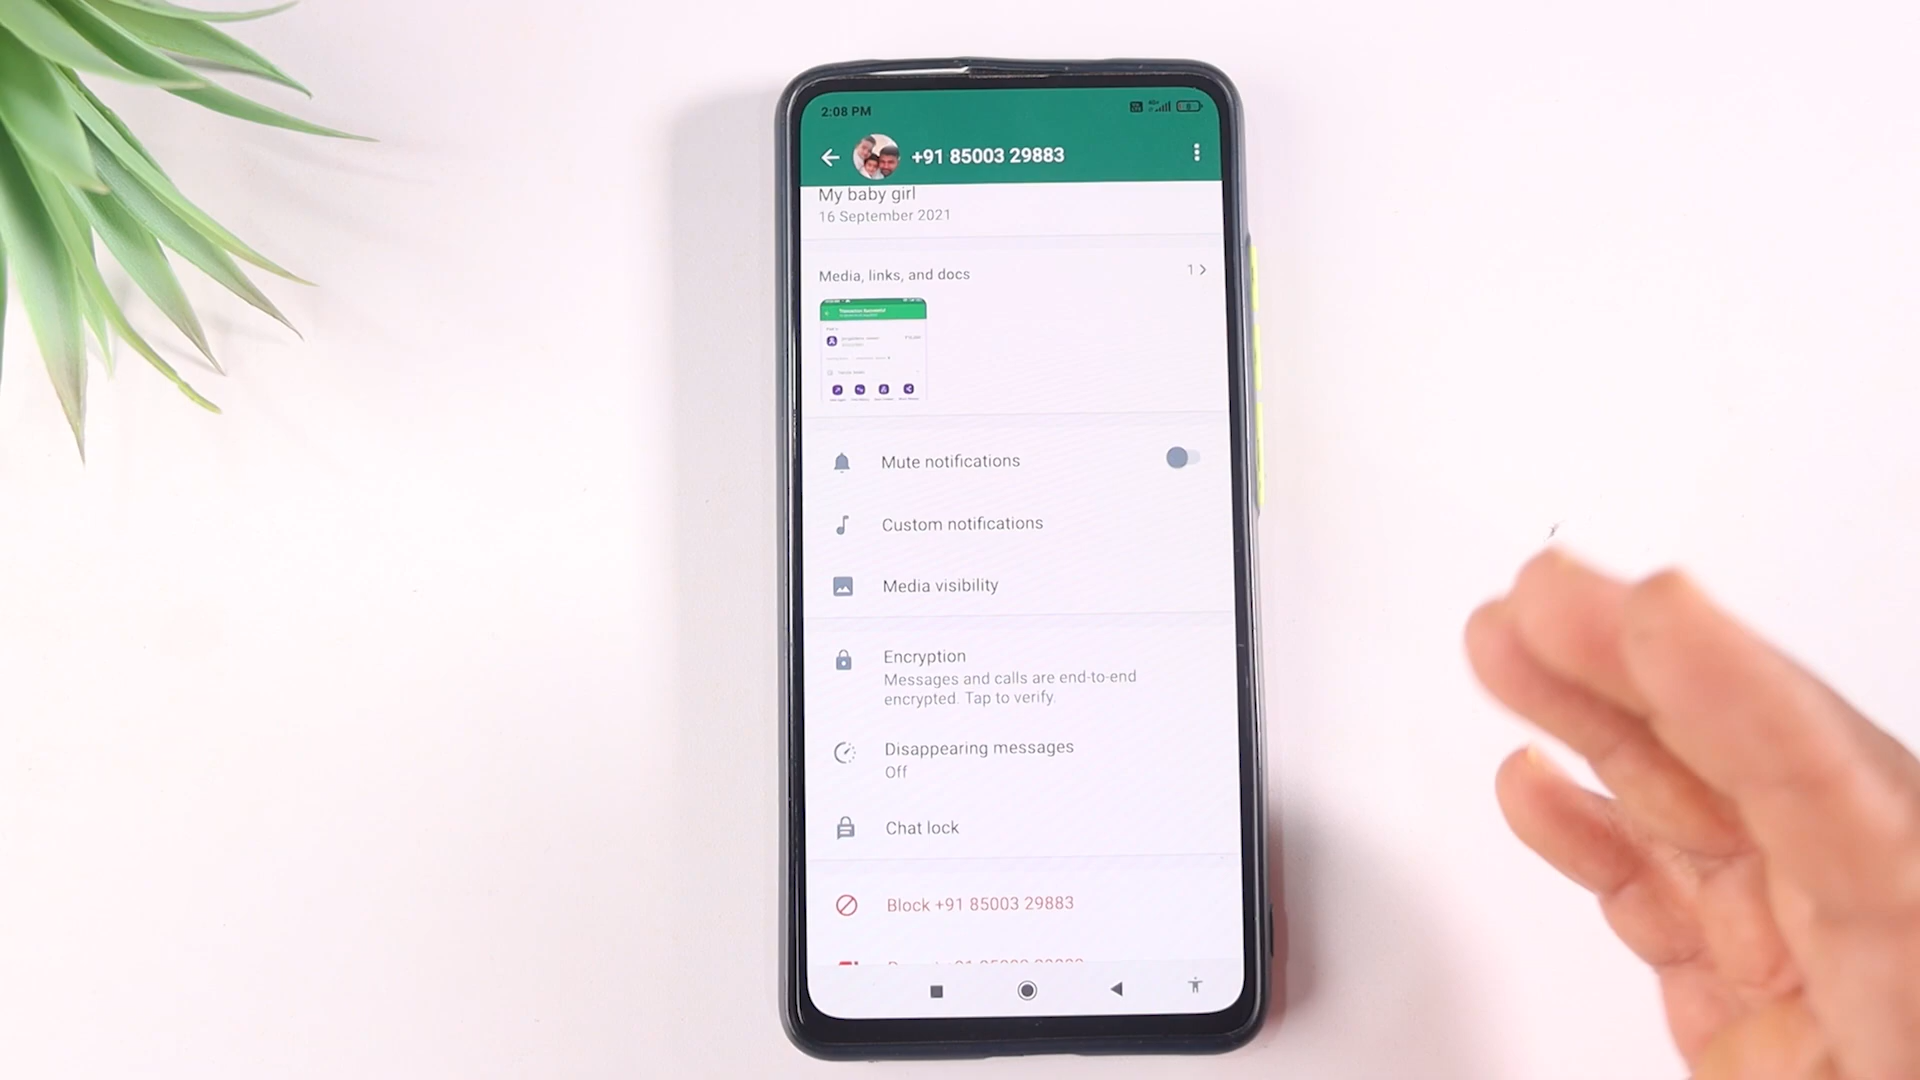 2:08 PM
+91 85003 29883
My baby girl
16 September 2021
Media, links, and docs
1
Transaction Successful
Mute notifications
Custom notifications
Media visibility
Encryption
Messages and calls are end-to-end
encrypted. Tap to verify.
Disappearing messages
Off
Chat lock
Block +91 85003 29883